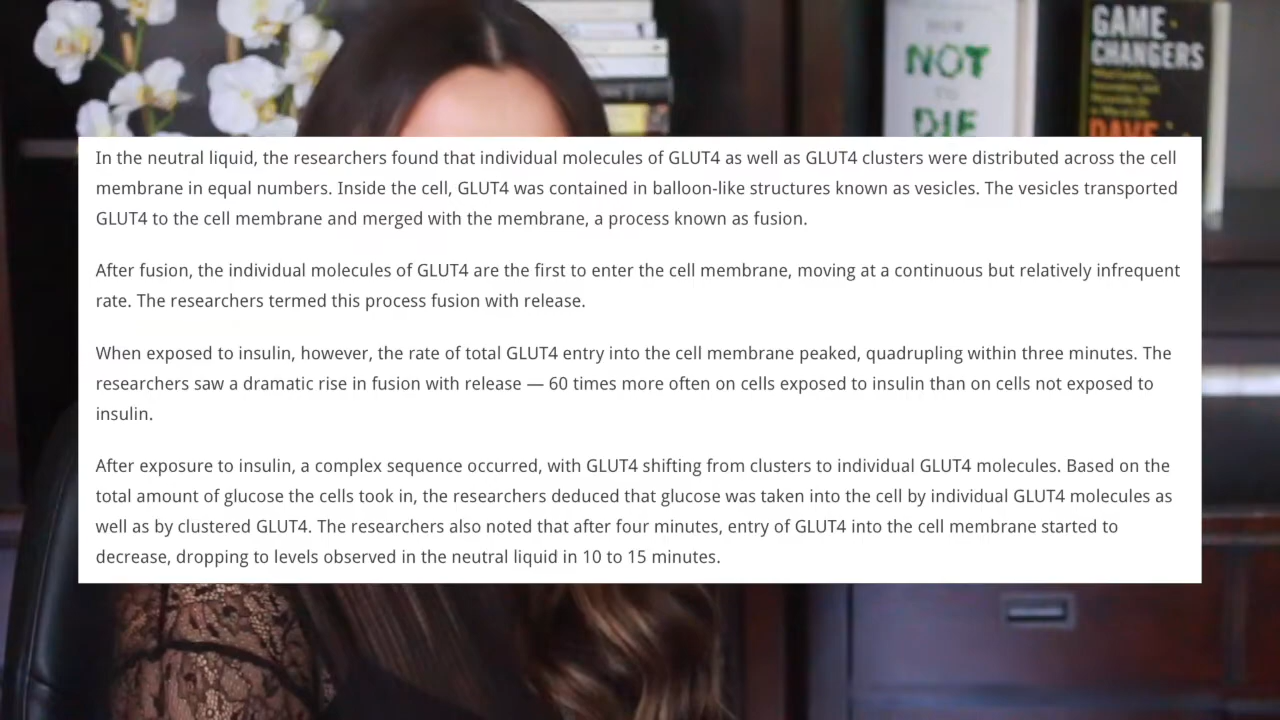 NOT
DIE
GAME
CHANGERS
DAVE
In the neutral liquid, the researchers found that individual molecules of GLUT4 as well as GLUT4 clusters were distributed across the cell
membrane in equal numbers. Inside the cell, GLUT4 was contained in balloon-like structures known as vesicles. The vesicles transported
GLUT4 to the cell membrane and merged with the membrane, a process known as fusion.
After fusion, the individual molecules of GLUT4 are the first to enter the cell membrane, moving at a continuous but relatively infrequent
rate. The researchers termed this process fusion with release.
When exposed to insulin, however, the rate of total GLUT4 entry into the cell membrane peaked, quadrupling within three minutes. The
researchers saw a dramatic rise in fusion with release — 60 times more often on cells exposed to insulin than on cells not exposed to
insulin.
After exposure to insulin, a complex sequence occurred, with GLUT4 shifting from clusters to individual GLUT4 molecules. Based on the
total amount of glucose the cells took in, the researchers deduced that glucose was taken into the cell by individual GLUT4 molecules as
well as by clustered GLUT4. The researchers also noted that after four minutes, entry of GLUT4 into the cell membrane started to
decrease, dropping to levels observed in the neutral liquid in 10 to 15 minutes.